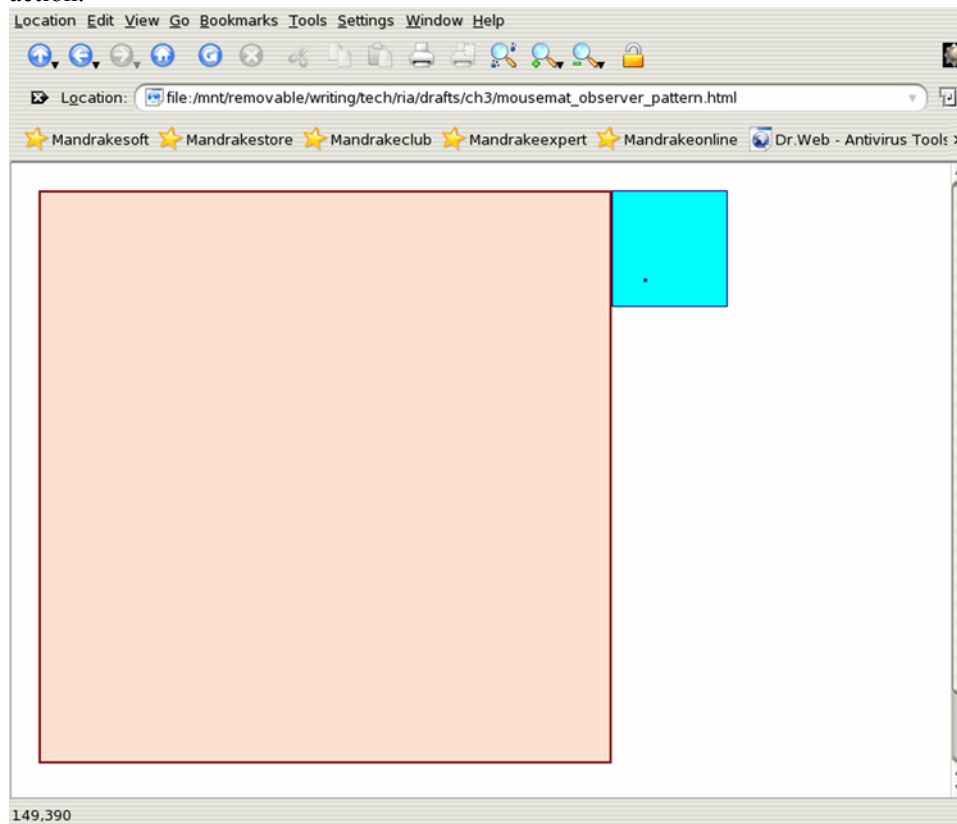 action.
Location Edit View Go Bookmarks Tools Settings Window Help
Location: file:/mnt/removable/writing/tech/ria/drafts/ch3/mousemat_observer_pattern.html
Mandrakesoft Mandrakestore Mandrakeclub Mandrakeexpert Mandrakeonline Dr.Web - Antivirus Tools
149,390